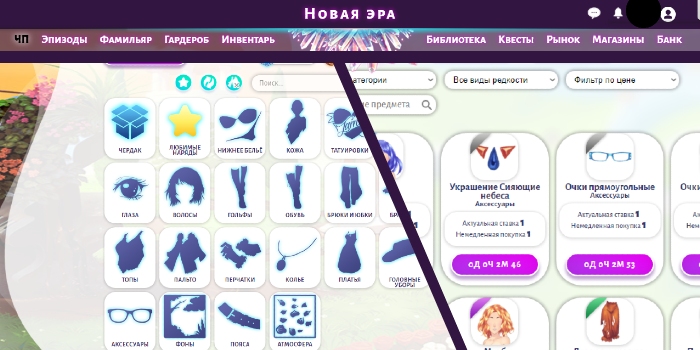 Новая эра
ЧП Эпизоды Фамильяр Гардероб Инвентарь Библиотека Квесты Рынок Магазины Банк
Поиск...
ЧЕРДАК
ЛЮБИМЫЕ НАРЯДЫ
НИЖНЕЕ БЕЛЬЁ
КОЖА
ТАТУИРОВКИ
ГЛАЗА
ВОЛОСЫ
ГОЛЬФЫ
ОБУВЬ
БРЮКИ И ЮБКИ
ТОПЫ
ПАЛЬТО
ПЕРЧАТКИ
КОЛЬЕ
ПЛАТЬЯ
ГОЛОВНЫЕ УБОРЫ
АКСЕССУАРЫ
ФОНЫ
ПОЯСА
АТМОСФЕРА
атегории
Все виды редкости
Фильтр по цене
ие предмета
Украшение Сияющие
небеса
Аксессуары
Актуальная ставка 1
Немедленная покупка 1
0Д 0Ч 2М 46
Очки прямоугольные
Аксессуары
Актуальная ставка 1
Немедленная покупка 1
0Д 0Ч 2М 53